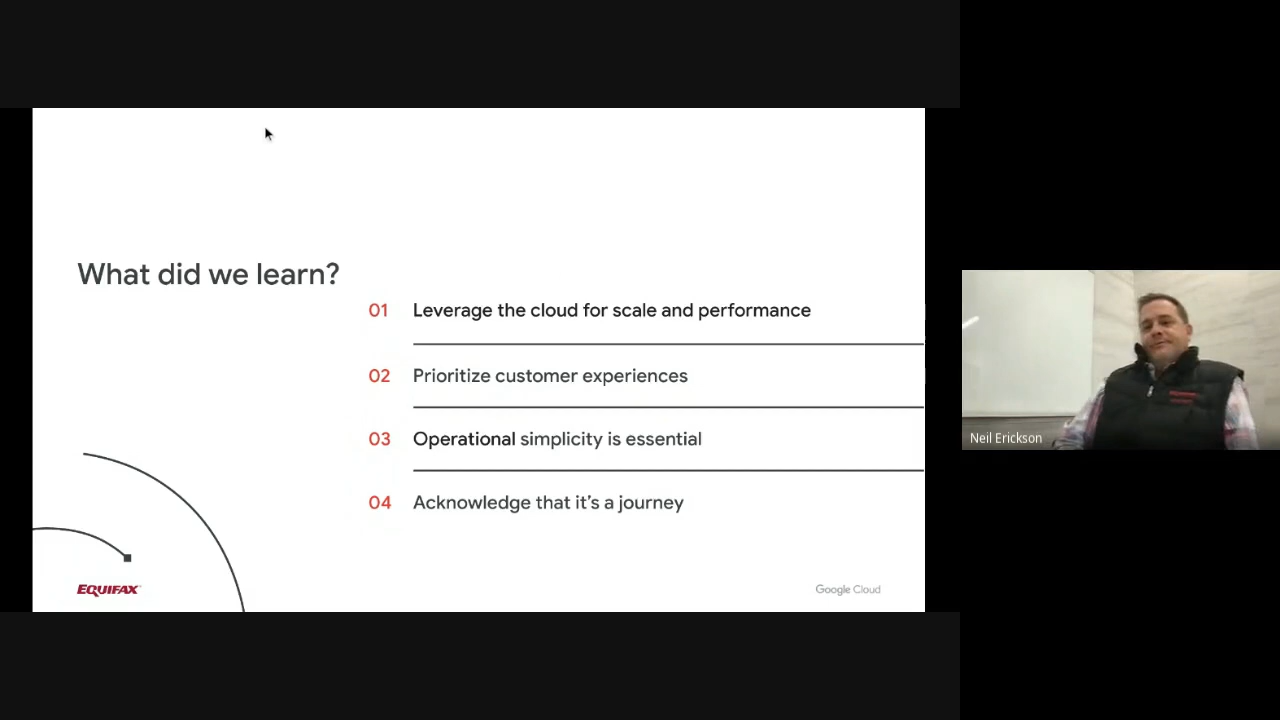 What did we learn?
01 Leverage the cloud for scale and performance
02 Prioritize customer experiences
03 Operational simplicity is essential
04 Acknowledge that it's a journey
EQUIFAX
Google Cloud
Neil Erickson